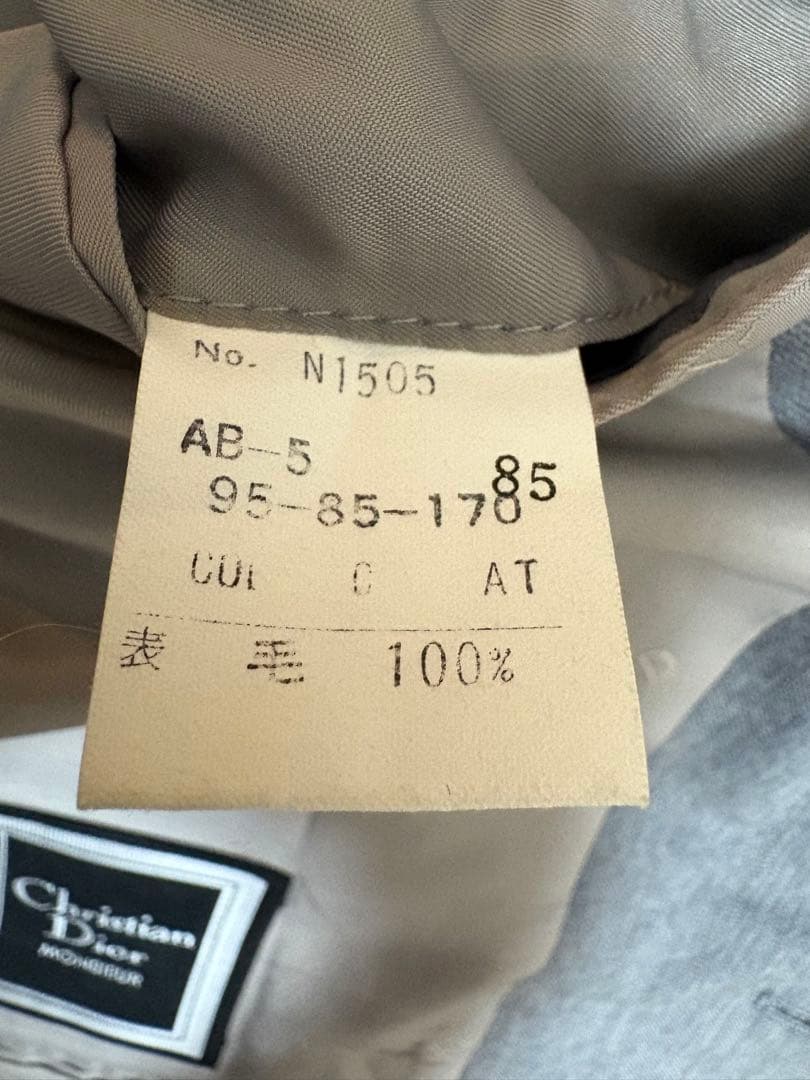 No. N1505
AB-5
85
95-85-170
COL C AT
表 毛 100%
Christian
Dior
MONSIEUR